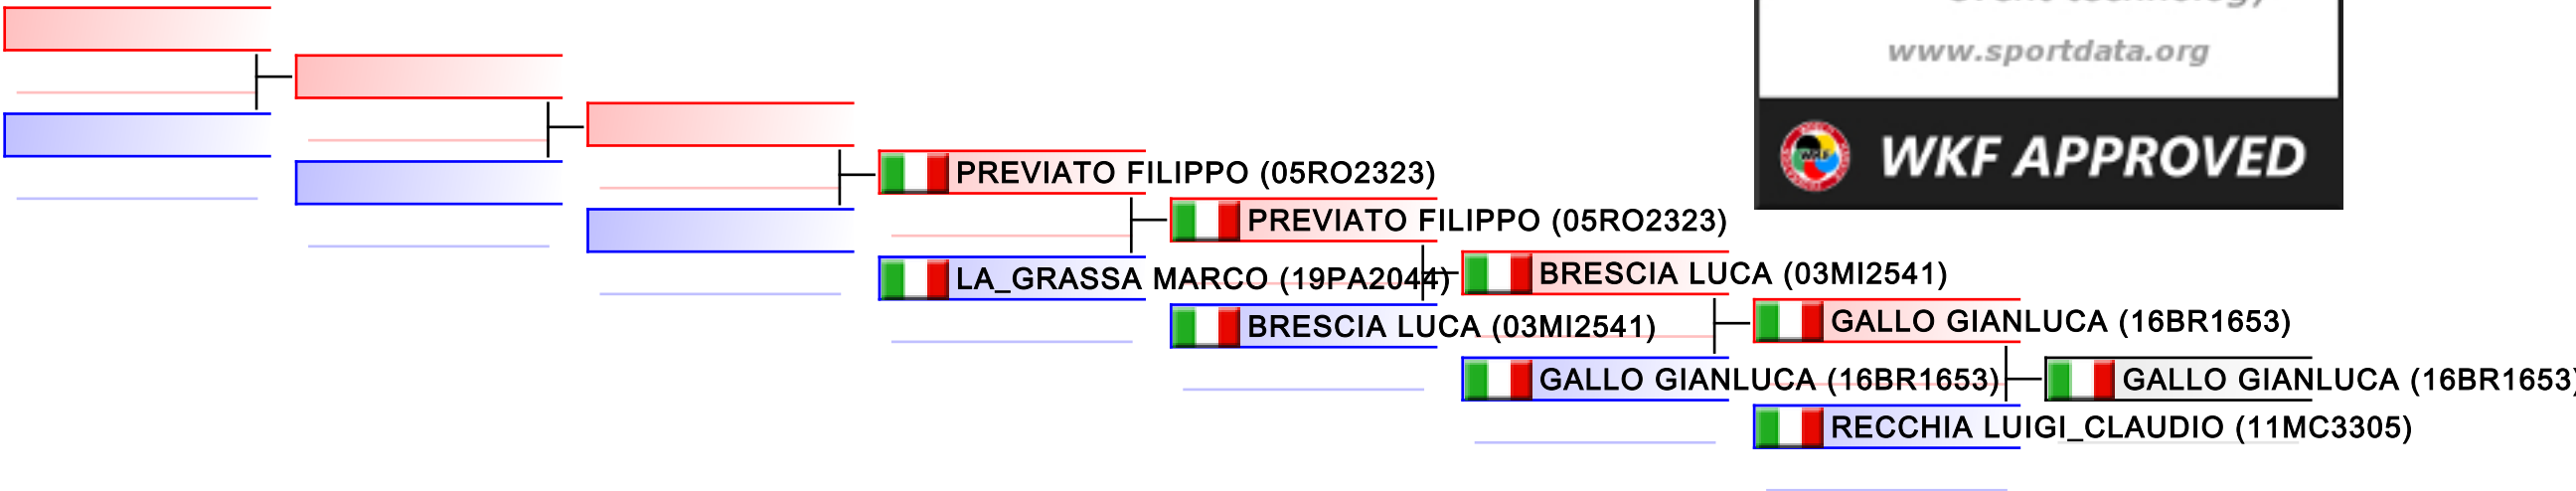 www.sportdata.org
WKF APPROVED
PREVIATO FILIPPO (05RO2323)
PREVIATO FILIPPO (05RO2323)
LA_GRASSA MARCO (19PA2044)
BRESCIA LUCA (03MI2541)
BRESCIA LUCA (03MI2541)
GALLO GIANLUCA (16BR1653)
GALLO GIANLUCA (16BR1653)
GALLO GIANLUCA (16BR1653)
RECCHIA LUIGI_CLAUDIO (11MC3305)